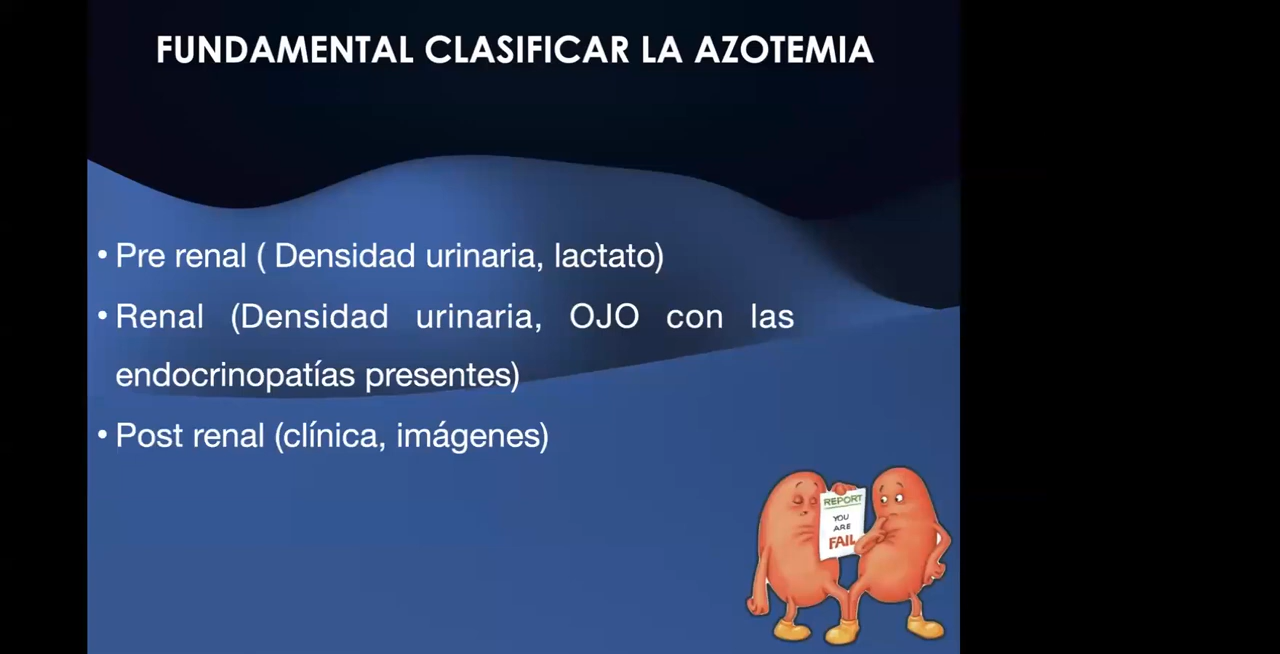 FUNDAMENTAL CLASIFICAR LA AZOTEMIA
• Pre renal ( Densidad urinaria, lactato)
• Renal (Densidad urinaria, OJO con las
endocrinopatías presentes)
• Post renal (clínica, imágenes)
REPORT
YOU
ARE
FAIL